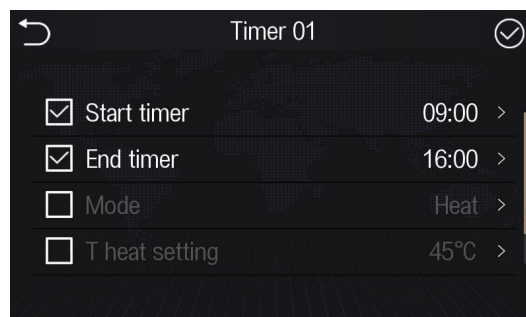 Timer 01
Start timer 09:00 >
End timer 16:00 >
Mode Heat >
T heat setting 45°C >